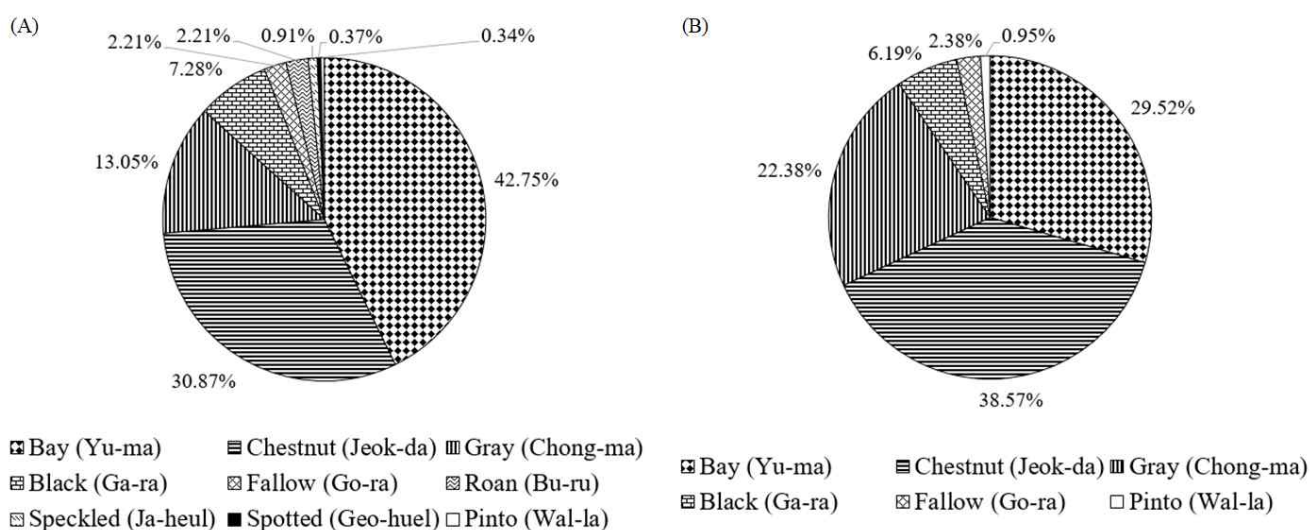 (A)
2.21%
2.21%
0.91%
0.37%
0.34%
7.28%
13.05%
42.75%
30.87%
Bay (Yu-ma) Chestnut (Jeok-da) Gray (Chong-ma)
Black (Ga-ra) Fallow (Go-ra) Roan (Bu-ru)
Speckled (Ja-heul) Spotted (Geo-huel) Pinto (Wal-la)
(B)
6.19%
2.38%
0.95%
29.52%
22.38%
38.57%
Bay (Yu-ma) Chestnut (Jeok-da) Gray (Chong-ma)
Black (Ga-ra) Fallow (Go-ra) Pinto (Wal-la)